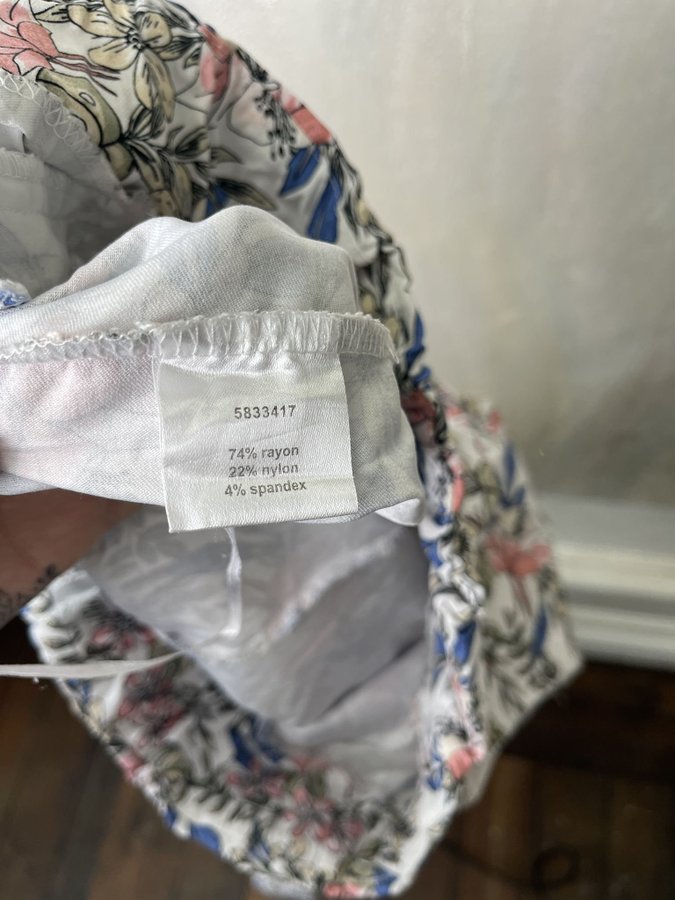 5833417
74% rayon
22% nylon
4% spandex